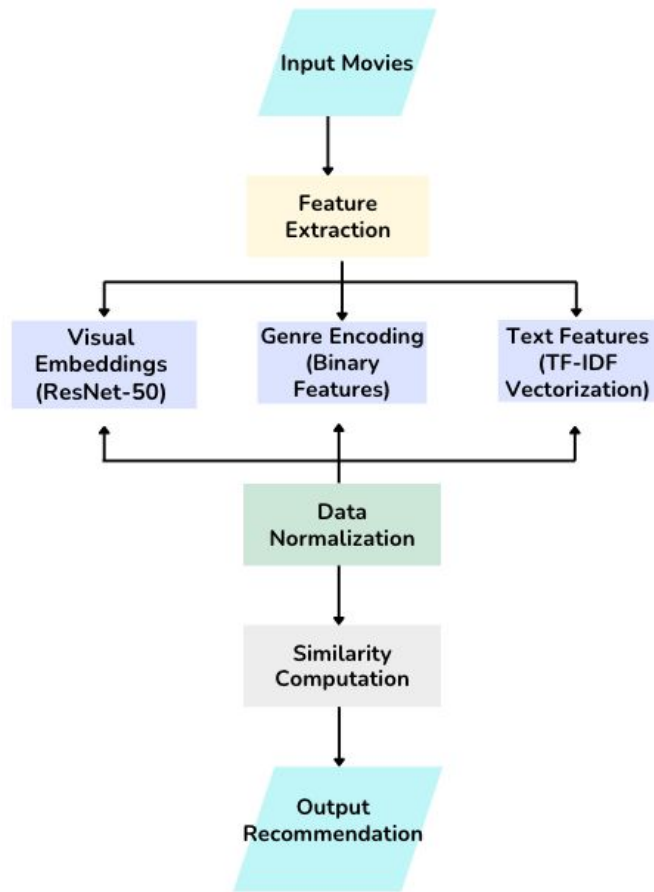 Input Movies
Feature
Extraction
Visual
Embeddings
(ResNet-50)
Genre Encoding
(Binary
Features)
Text Features
(TF-IDF
Vectorization)
Data
Normalization
Similarity
Computation
Output
Recommendation